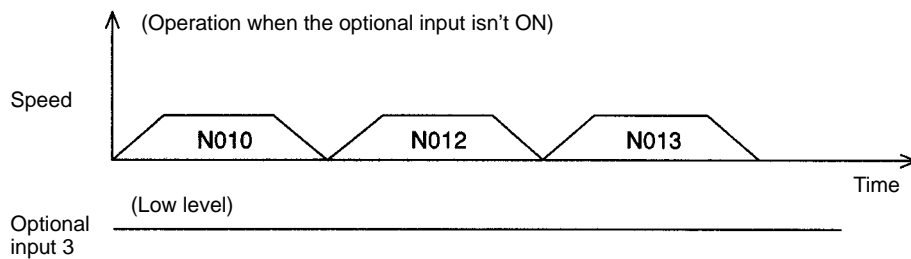 (Operation when the optional input isn't ON)
Speed
N010
N012
N013
Time
(Low level)
Optional
input 3